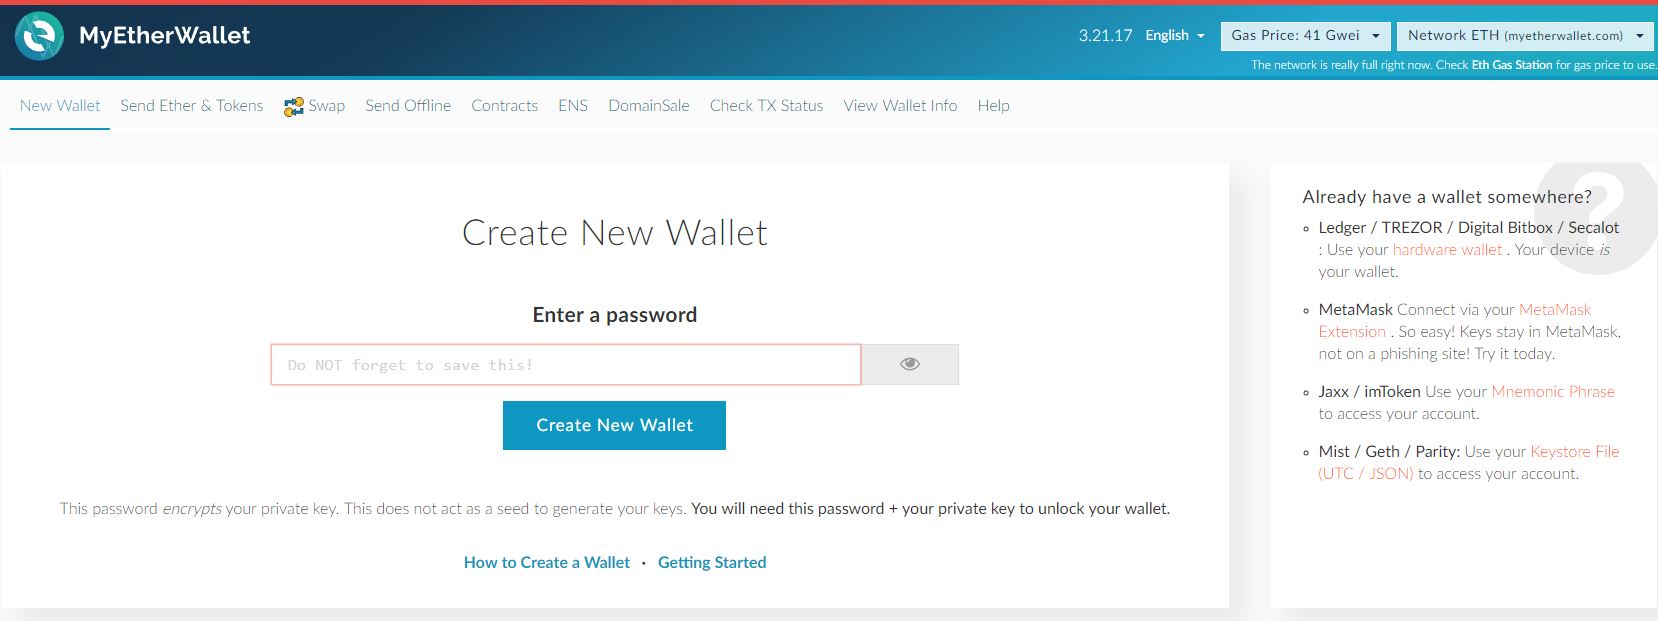 MyEtherWallet
3.21.17 English
Gas Price: 41 Gwei
Network ETH (myetherwallet.com)
The network is really full right now. Check Eth Gas Station for gas price to use.
New Wallet Send Ether & Tokens Swap Send Offline Contracts ENS DomainSale Check TX Status View Wallet Info Help
Create New Wallet
Enter a password
Do NOT forget to save this!
Create New Wallet
This password encrypts your private key. This does not act as a seed to generate your keys. You will need this password + your private key to unlock your wallet.
How to Create a Wallet · Getting Started
Already have a wallet somewhere?
Ledger / TREZOR / Digital Bitbox / Secalot
: Use your hardware wallet . Your device is
your wallet.
MetaMask Connect via your MetaMask
Extension . So easy! Keys stay in MetaMask,
not on a phishing site! Try it today.
Jaxx / imToken Use your Mnemonic Phrase
to access your account.
Mist / Geth / Parity: Use your Keystore File
(UTC / JSON) to access your account.